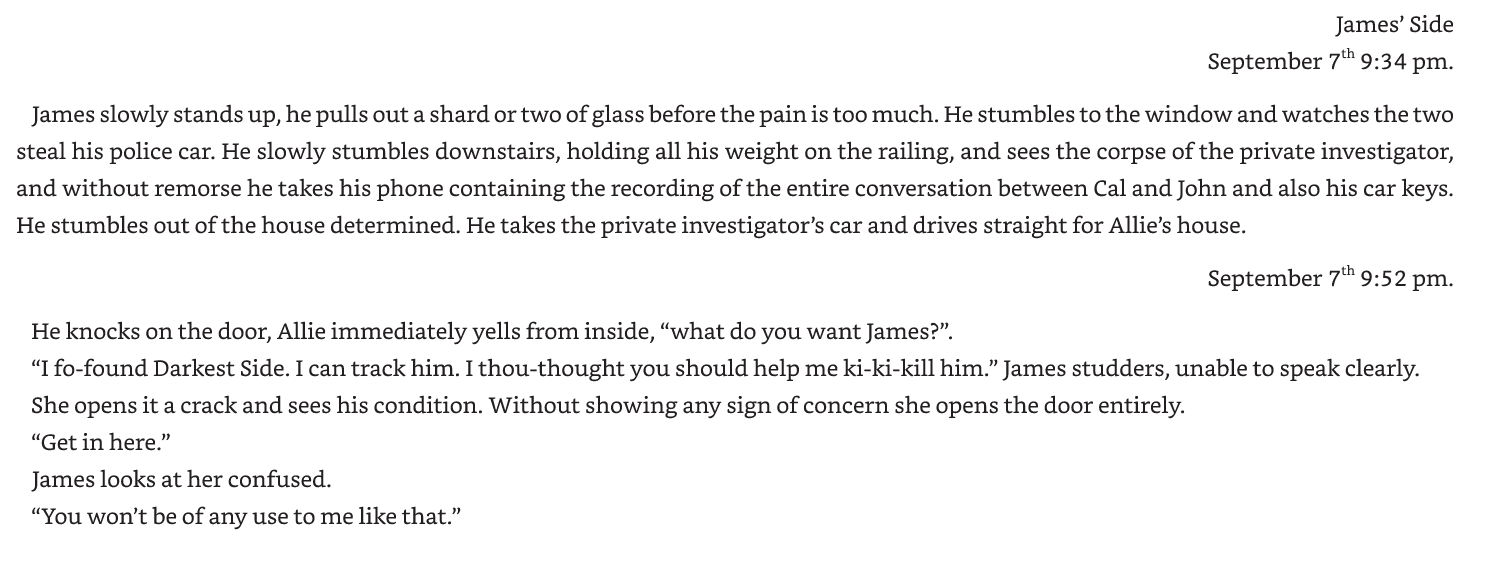 James’ Side
September 7th 9:34 pm.
James slowly stands up, he pulls out a shard or two of glass before the pain is too much. He stumbles to the window and watches the two
steal his police car. He slowly stumbles downstairs, holding all his weight on the railing, and sees the corpse of the private investigator,
and without remorse he takes his phone containing the recording of the entire conversation between Cal and John and also his car keys.
He stumbles out of the house determined. He takes the private investigator’s car and drives straight for Allie’s house.
September 7th 9:52 pm.
He knocks on the door, Allie immediately yells from inside, “what do you want James?”.
“I fo-found Darkest Side. I can track him. I thou-thought you should help me ki-ki-kill him.” James studders, unable to speak clearly.
She opens it a crack and sees his condition. Without showing any sign of concern she opens the door entirely.
“Get in here.”
James looks at her confused.
“You won’t be of any use to me like that.”